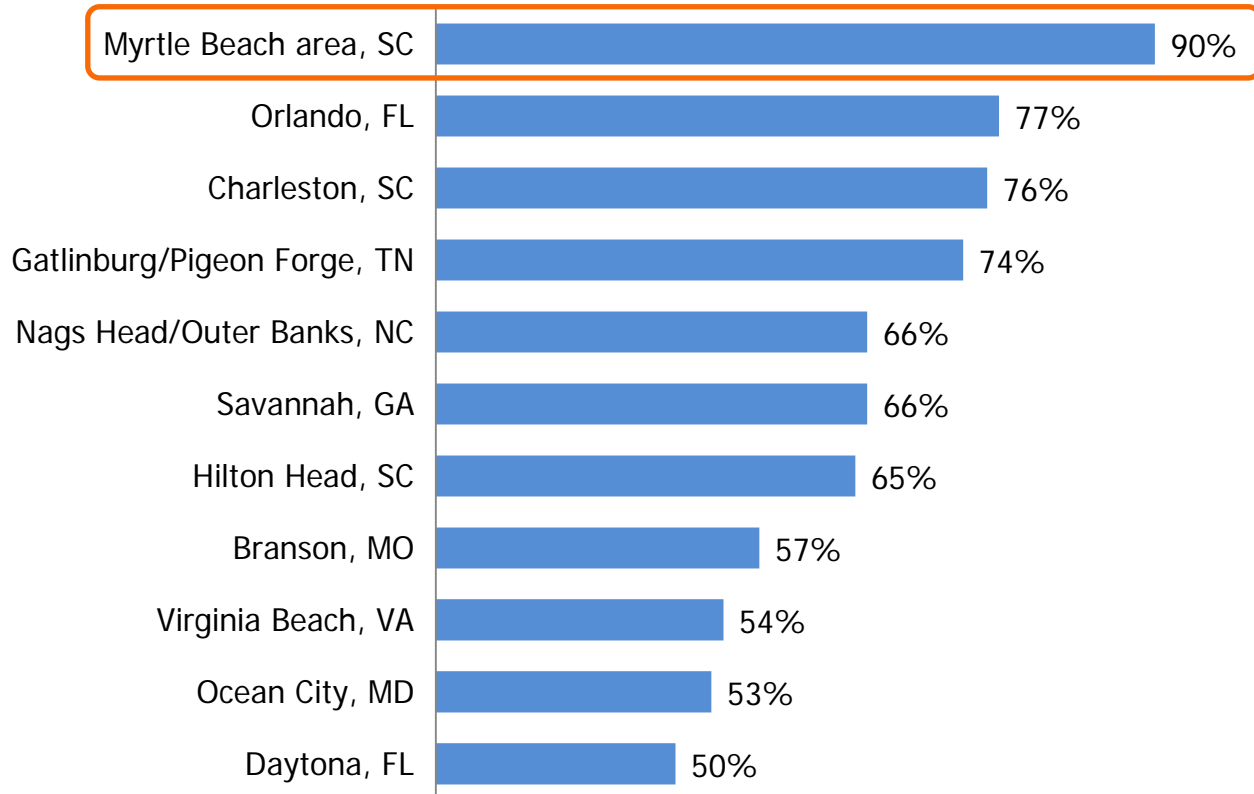 Myrtle Beach area, SC 90%
Orlando, FL 77%
Charleston, SC 76%
Gatlinburg/Pigeon Forge, TN 74%
Nags Head/Outer Banks, NC 66%
Savannah, GA 66%
Hilton Head, SC 65%
Branson, MO 57%
Virginia Beach, VA 54%
Ocean City, MD 53%
Daytona, FL 50%